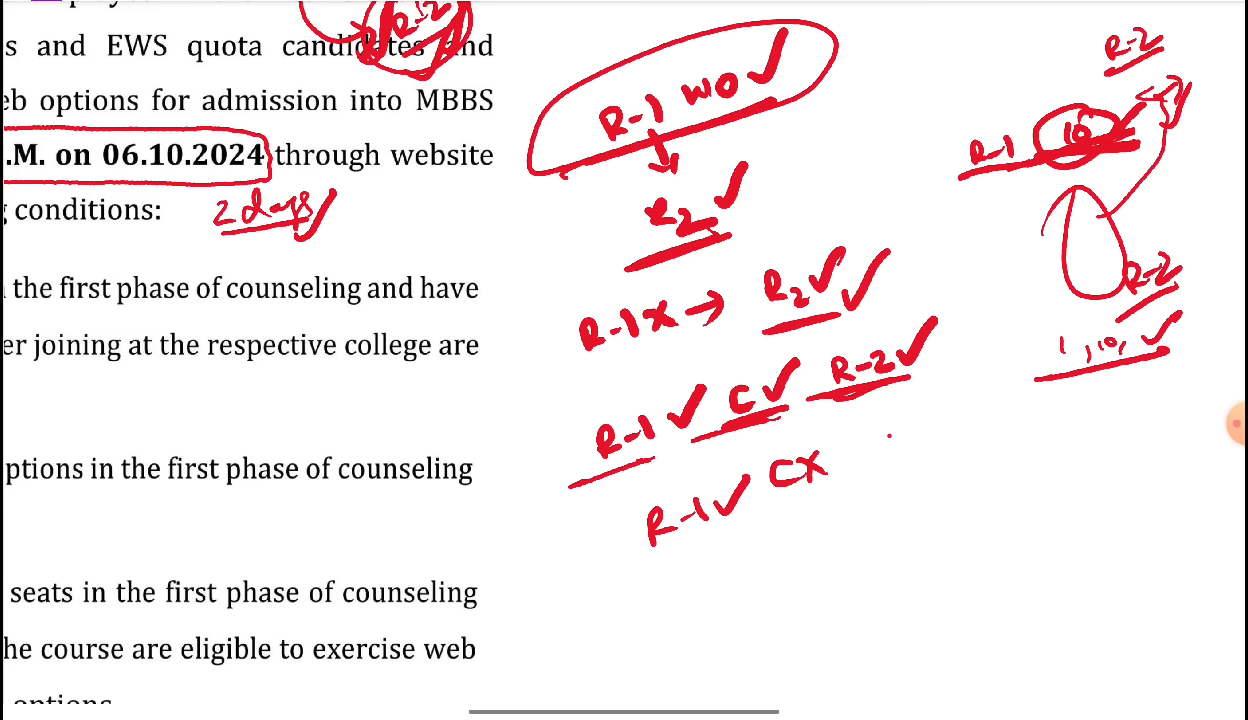 R-2
s and EWS quota candidates and
eb options for admission into MBBS
.M. on 06.10.2024 through website
conditions: 2 days
the first phase of counseling and have
er joining at the respective college are
ptions in the first phase of counseling
seats in the first phase of counseling
he course are eligible to exercise web
options
R-1 WO ✓
R2 ✓
R-1 X → R2 ✓ ✓
R-1 ✓ C ✓ R-2 ✓
R-1 ✓ C X
R-2
R-1 10
R-2